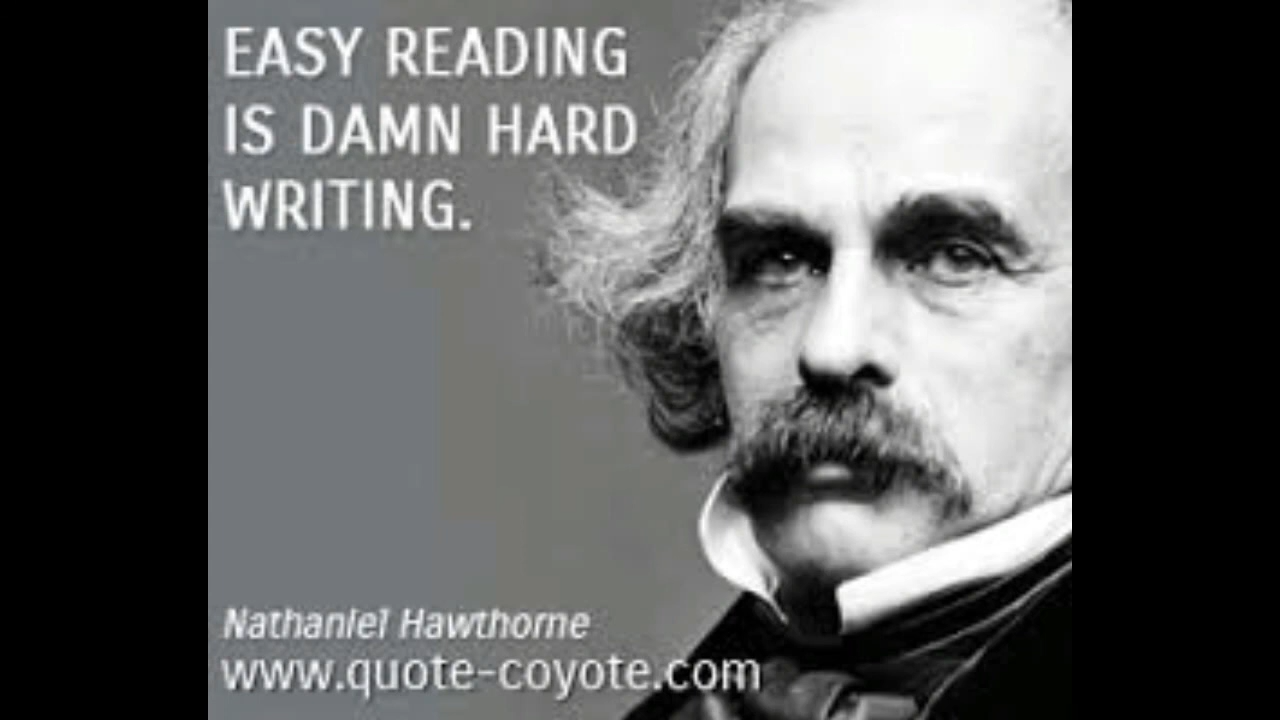 EASY READING
IS DAMN HARD
WRITING.
Nathaniel Hawthorne
www.quote-coyote.com